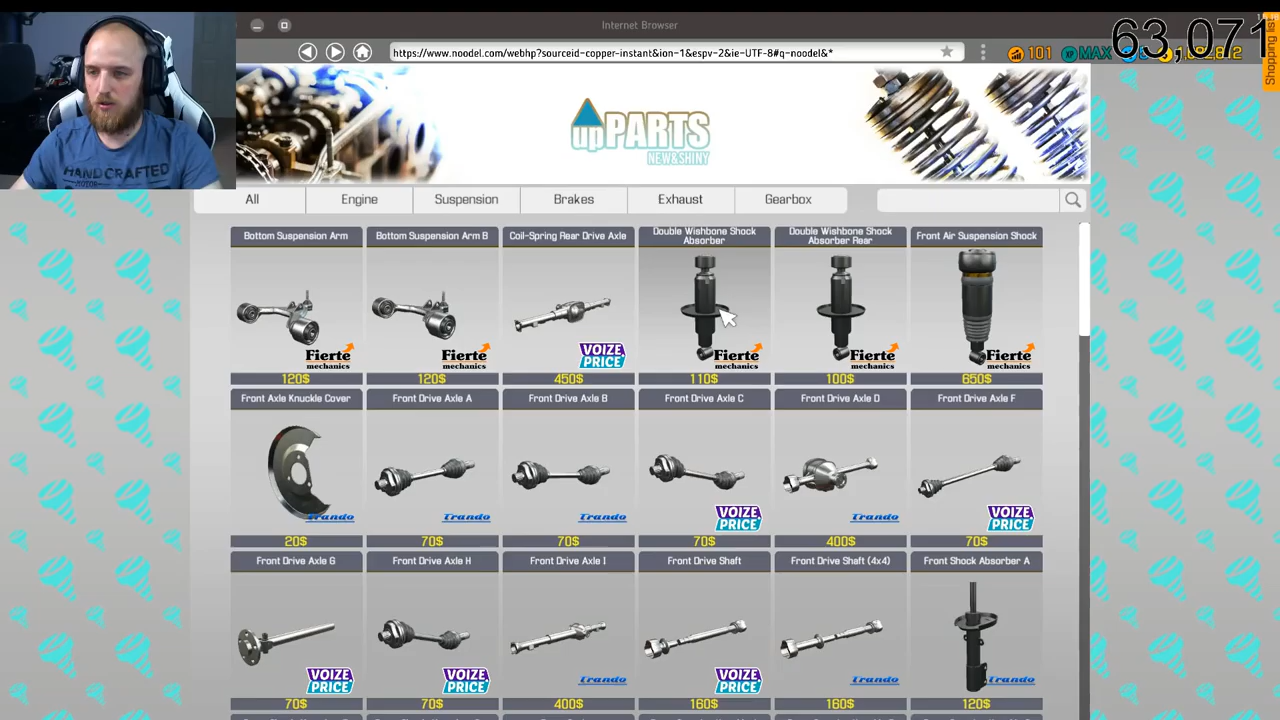 Internet Browser
63,071
https://www.noodel.com/webhp?sourceid-copper-instant&ion-1&espv-2&ie-UTF-8#q-noodel&*
101
MAX
Shopping list
HANDCRAFTED
MOTOR
upPARTS
NEW&SHINY
All
Engine
Suspension
Brakes
Exhaust
Gearbox
Bottom Suspension Arm
Bottom Suspension Arm B
Coil-Spring Rear Drive Axle
Double Wishbone Shock Absorber
Double Wishbone Shock Absorber Rear
Front Air Suspension Shock
Fierte mechanics
Fierte mechanics
VOIZE PRICE
Fierte mechanics
Fierte mechanics
Fierte mechanics
120$
120$
450$
110$
100$
650$
Front Axle Knuckle Cover
Front Drive Axle A
Front Drive Axle B
Front Drive Axle C
Front Drive Axle D
Front Drive Axle F
Trando
Trando
Trando
VOIZE PRICE
Trando
VOIZE PRICE
20$
70$
70$
70$
400$
70$
Front Drive Axle G
Front Drive Axle H
Front Drive Axle I
Front Drive Shaft
Front Drive Shaft (4x4)
Front Shock Absorber A
VOIZE PRICE
VOIZE PRICE
Trando
VOIZE PRICE
Trando
Trando
70$
70$
400$
160$
160$
120$